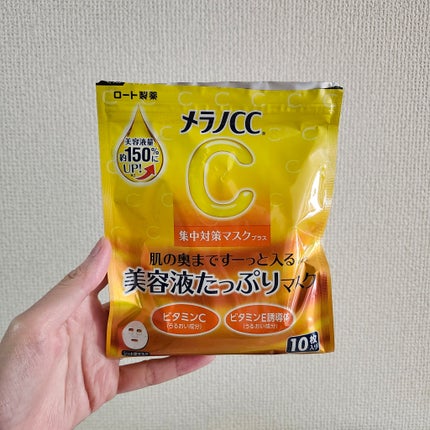 ロート製薬
メラノCC®
美容液量
約150%に
UP!
C
集中対策マスクプラス
肌の奥まですーっと入る
美容液たっぷりマスク
ビタミンC
(うるおい成分)
ビタミンE誘導体
(うるおい成分)
10枚入り